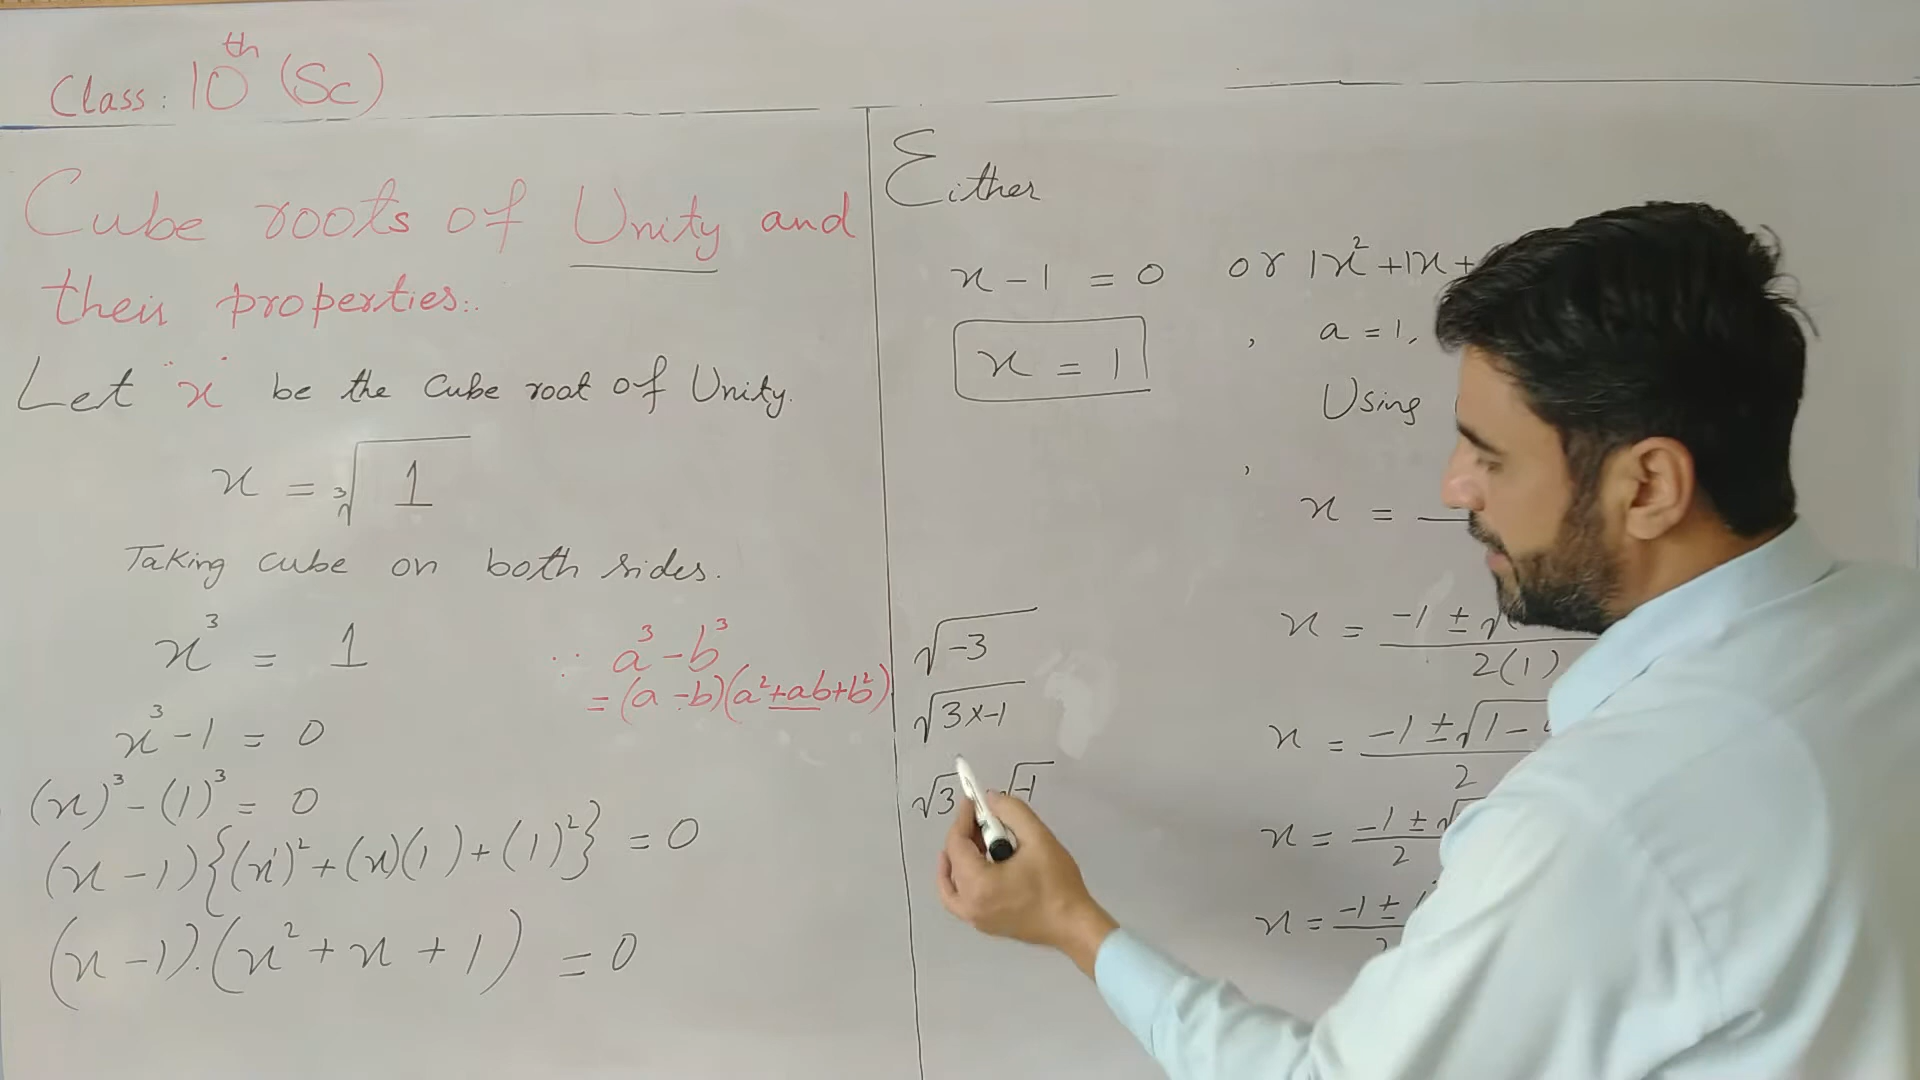 Class: 10th (Sc)
Cube roots of Unity and
their properties:.
Let "x" be the cube root of Unity.
x = ∛1
Taking cube on both sides.
x³ = 1
∵ a³ - b³
= (a - b)(a² + ab + b²)
x³ - 1 = 0
(x)³ - (1)³ = 0
(x - 1){(x)² + (x)(1) + (1)²} = 0
(x - 1).(x² + x + 1) = 0
Either
x - 1 = 0 or 1x² + 1x +
x = 1 , a = 1,
Using
,
x =
√-3
√3×-1
√3 √-1
x = -1 ± √ / 2(1)
x = -1 ± √1 - / 2
x = -1 ± √ / 2
x = -1 ± / 2